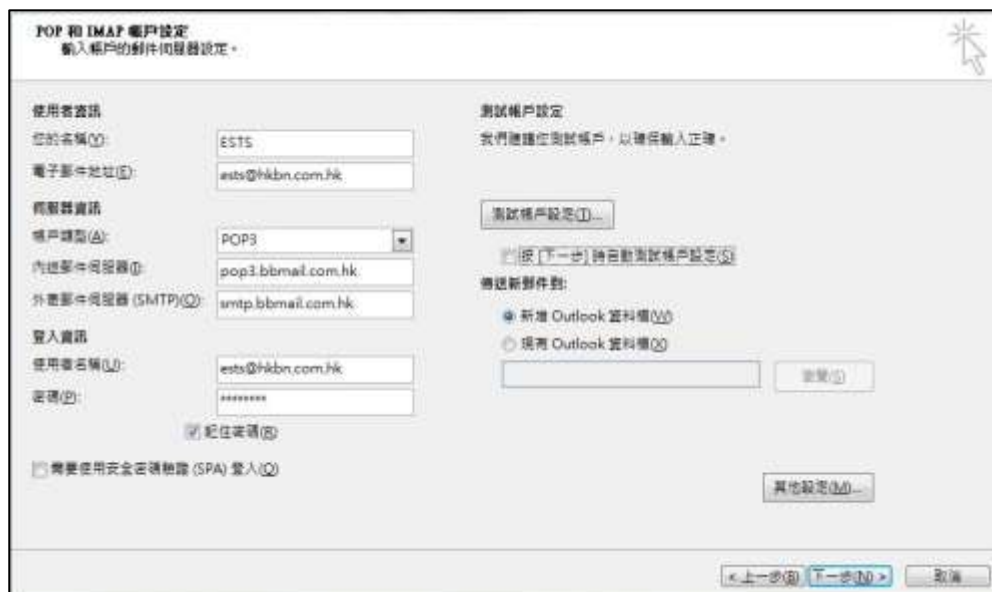 POP 和 IMAP 帳戶設定
輸入帳戶的郵件伺服器設定。
使用者資訊
您的名稱(Y):
ESTS
電子郵件地址(E):
ests@hkbn.com.hk
伺服器資訊
帳戶類型(A):
POP3
內送郵件伺服器(I):
pop3.bbmail.com.hk
外寄郵件伺服器 (SMTP)(O):
smtp.bbmail.com.hk
登入資訊
使用者名稱(U):
ests@hkbn.com.hk
密碼(P):
********
記住密碼(R)
需要使用安全密碼驗證 (SPA) 登入(Q)
測試帳戶設定
我們建議您測試帳戶，以確保輸入正確。
測試帳戶設定(T)...
按 [下一步] 時自動測試帳戶設定(S)
傳送新郵件到:
新增 Outlook 資料檔(W)
現有 Outlook 資料檔(X)
瀏覽(S)
其他設定(M)...
< 上一步(B)
下一步(N) >
取消